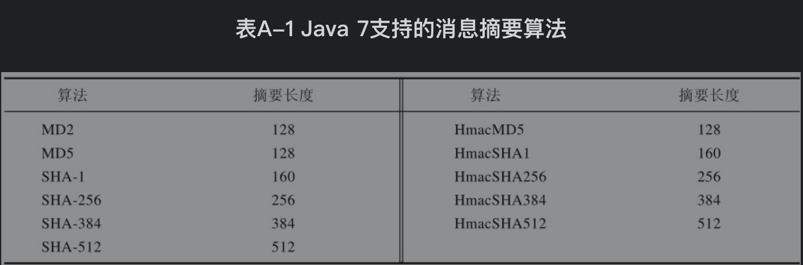 表A-1 Java 7支持的消息摘要算法
算法 摘要长度 算法 摘要长度
MD2 128 HmacMD5 128
MD5 128 HmacSHA1 160
SHA-1 160 HmacSHA256 256
SHA-256 256 HmacSHA384 384
SHA-384 384 HmacSHA512 512
SHA-512 512